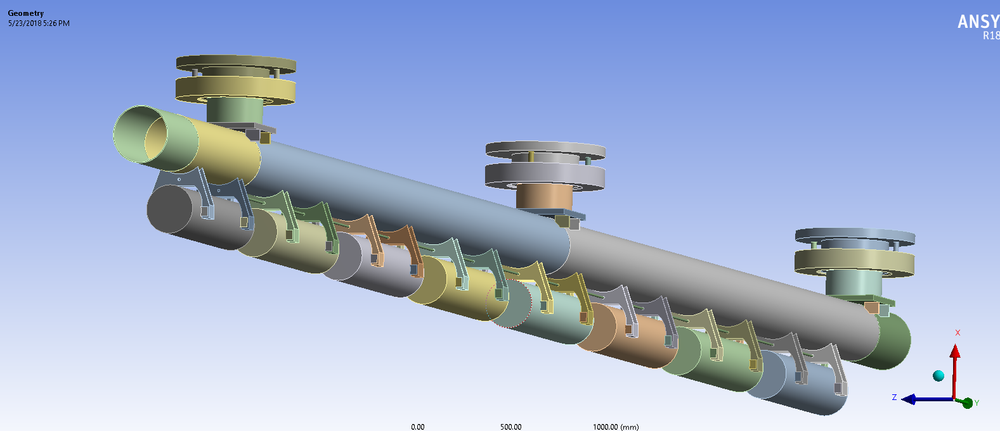 Geometry
5/23/2018 5:26 PM
ANSY
R18
X
Z
Y
0.00 500.00 1000.00 (mm)